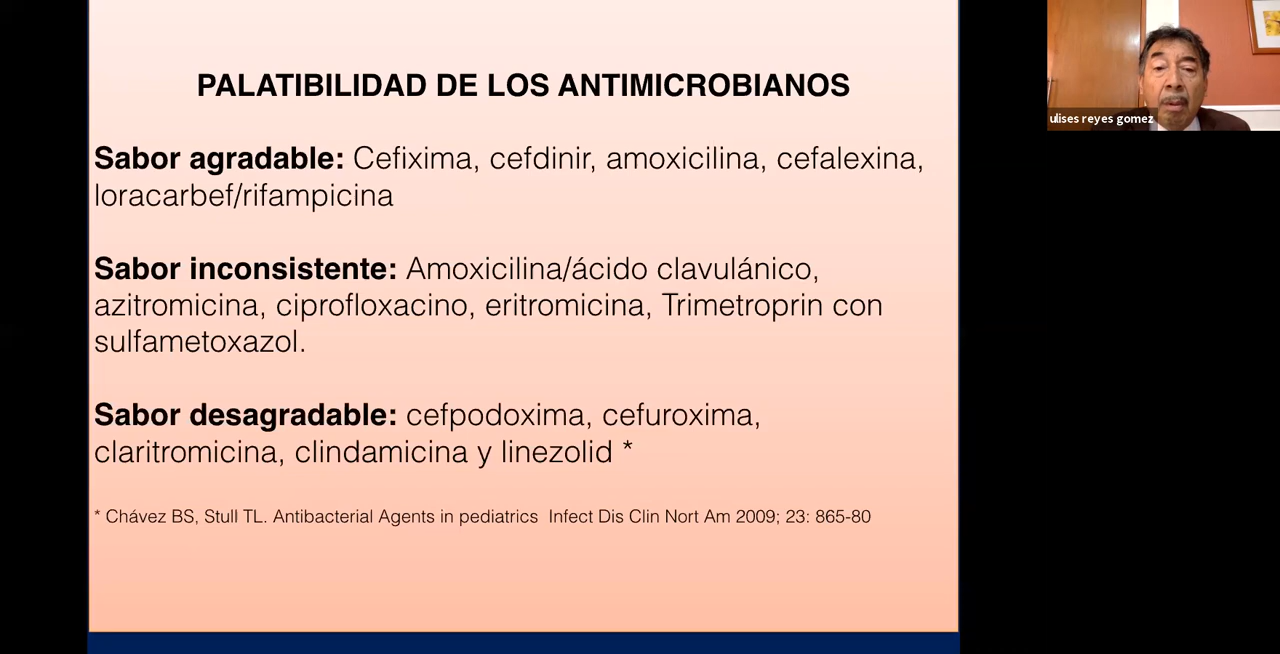 PALATIBILIDAD DE LOS ANTIMICROBIANOS
Sabor agradable: Cefixima, cefdinir, amoxicilina, cefalexina,
loracarbef/rifampicina
Sabor inconsistente: Amoxicilina/ácido clavulánico,
azitromicina, ciprofloxacino, eritromicina, Trimetroprin con
sulfametoxazol.
Sabor desagradable: cefpodoxima, cefuroxima,
claritromicina, clindamicina y linezolid *
* Chávez BS, Stull TL. Antibacterial Agents in pediatrics  Infect Dis Clin Nort Am 2009; 23: 865-80
ulises reyes gomez